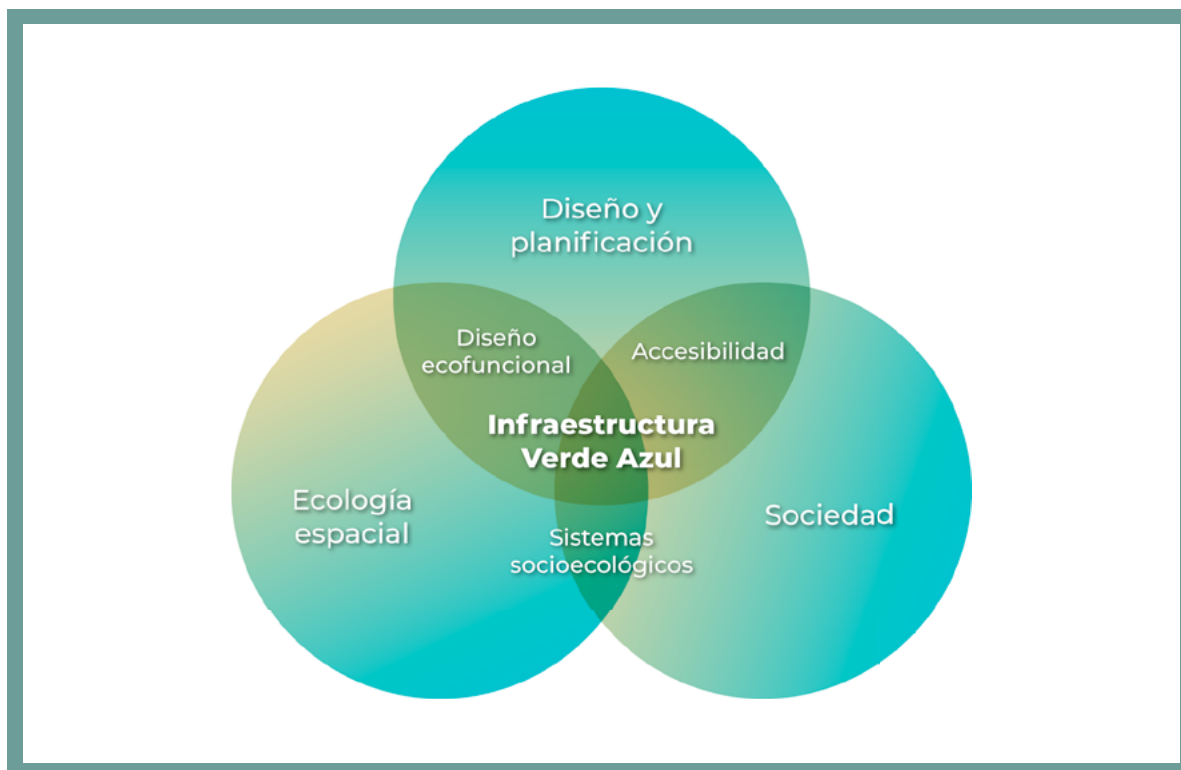 Diseño y
planificación
Diseño
ecofuncional
Accesibilidad
Infraestructura
Verde Azul
Ecología
espacial
Sociedad
Sistemas
socioecológicos